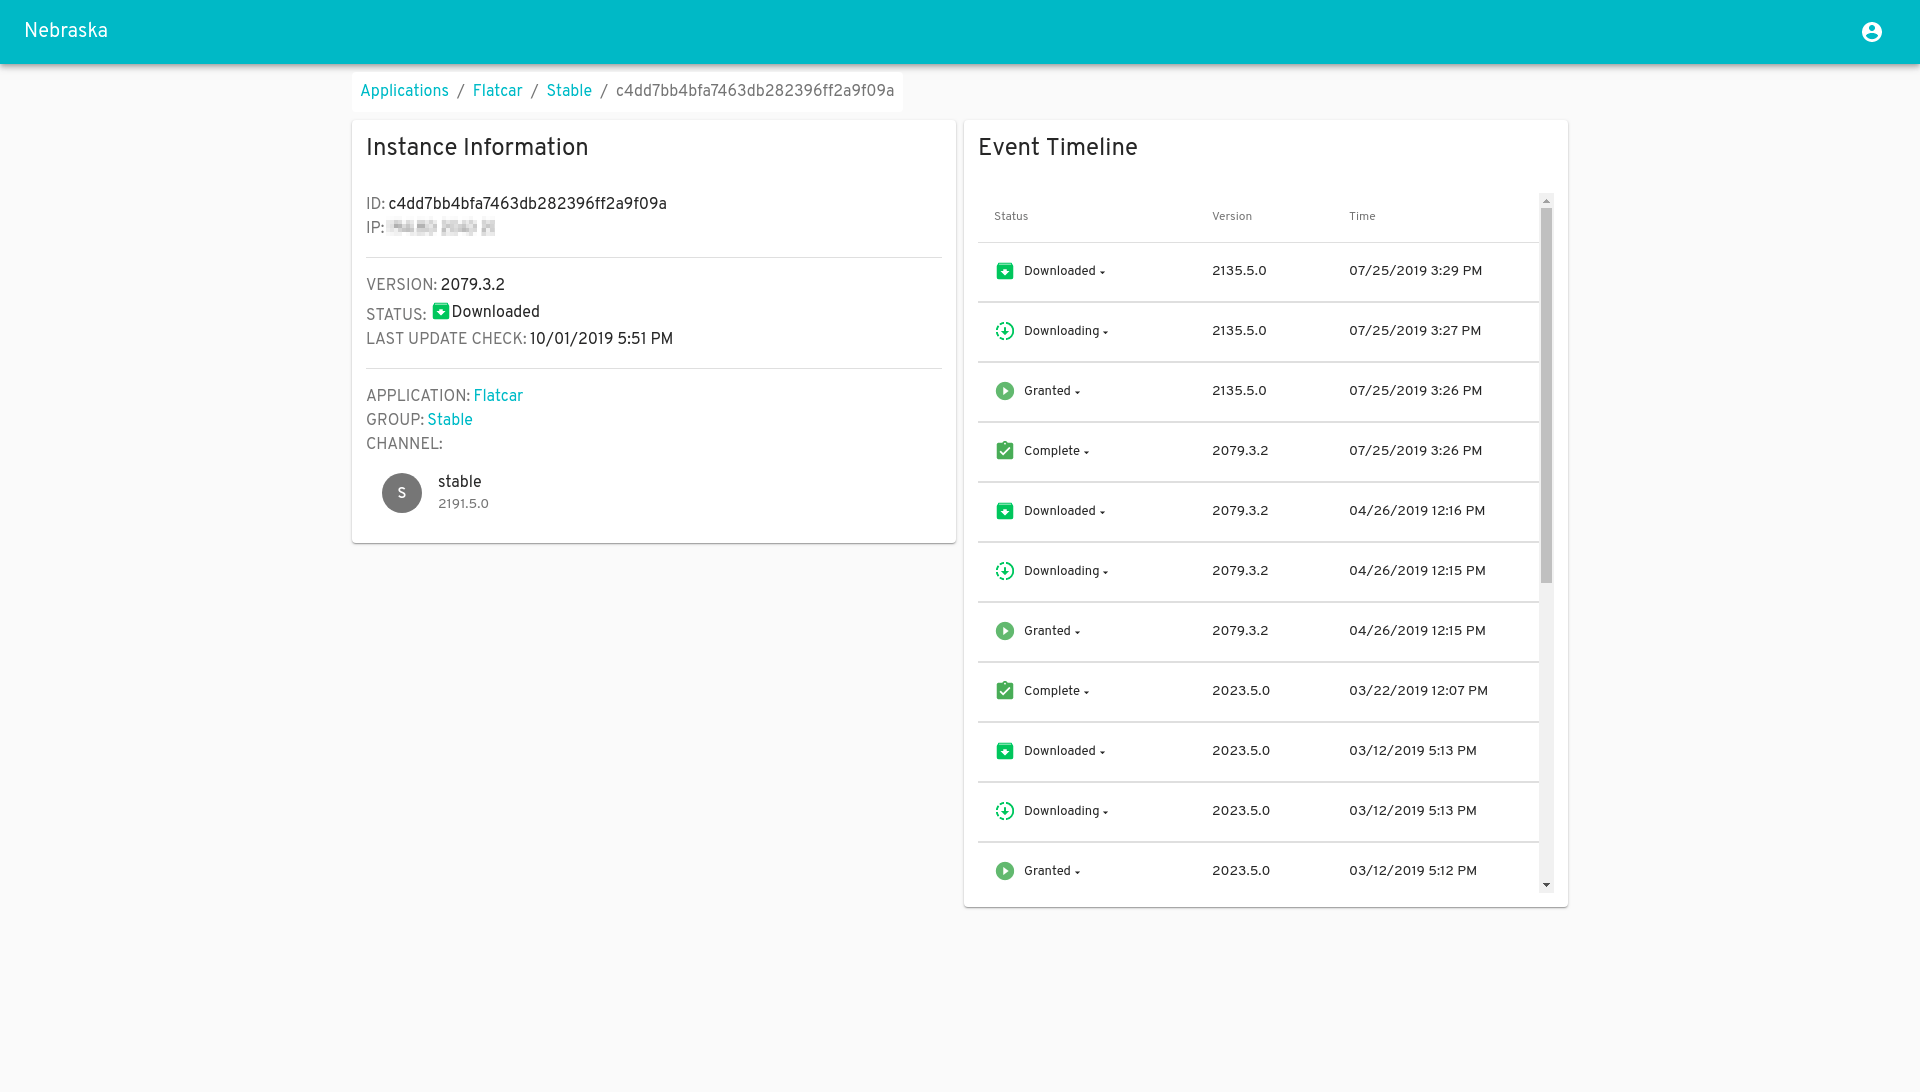 Nebraska
Applications / Flatcar / Stable / c4dd7bb4bfa7463db282396ff2a9f09a
Instance Information
ID: c4dd7bb4bfa7463db282396ff2a9f09a
IP:
VERSION: 2079.3.2
STATUS: Downloaded
LAST UPDATE CHECK: 10/01/2019 5:51 PM
APPLICATION: Flatcar
GROUP: Stable
CHANNEL:
S
stable
2191.5.0
Event Timeline
Status Version Time
Downloaded 2135.5.0 07/25/2019 3:29 PM
Downloading 2135.5.0 07/25/2019 3:27 PM
Granted 2135.5.0 07/25/2019 3:26 PM
Complete 2079.3.2 07/25/2019 3:26 PM
Downloaded 2079.3.2 04/26/2019 12:16 PM
Downloading 2079.3.2 04/26/2019 12:15 PM
Granted 2079.3.2 04/26/2019 12:15 PM
Complete 2023.5.0 03/22/2019 12:07 PM
Downloaded 2023.5.0 03/12/2019 5:13 PM
Downloading 2023.5.0 03/12/2019 5:13 PM
Granted 2023.5.0 03/12/2019 5:12 PM